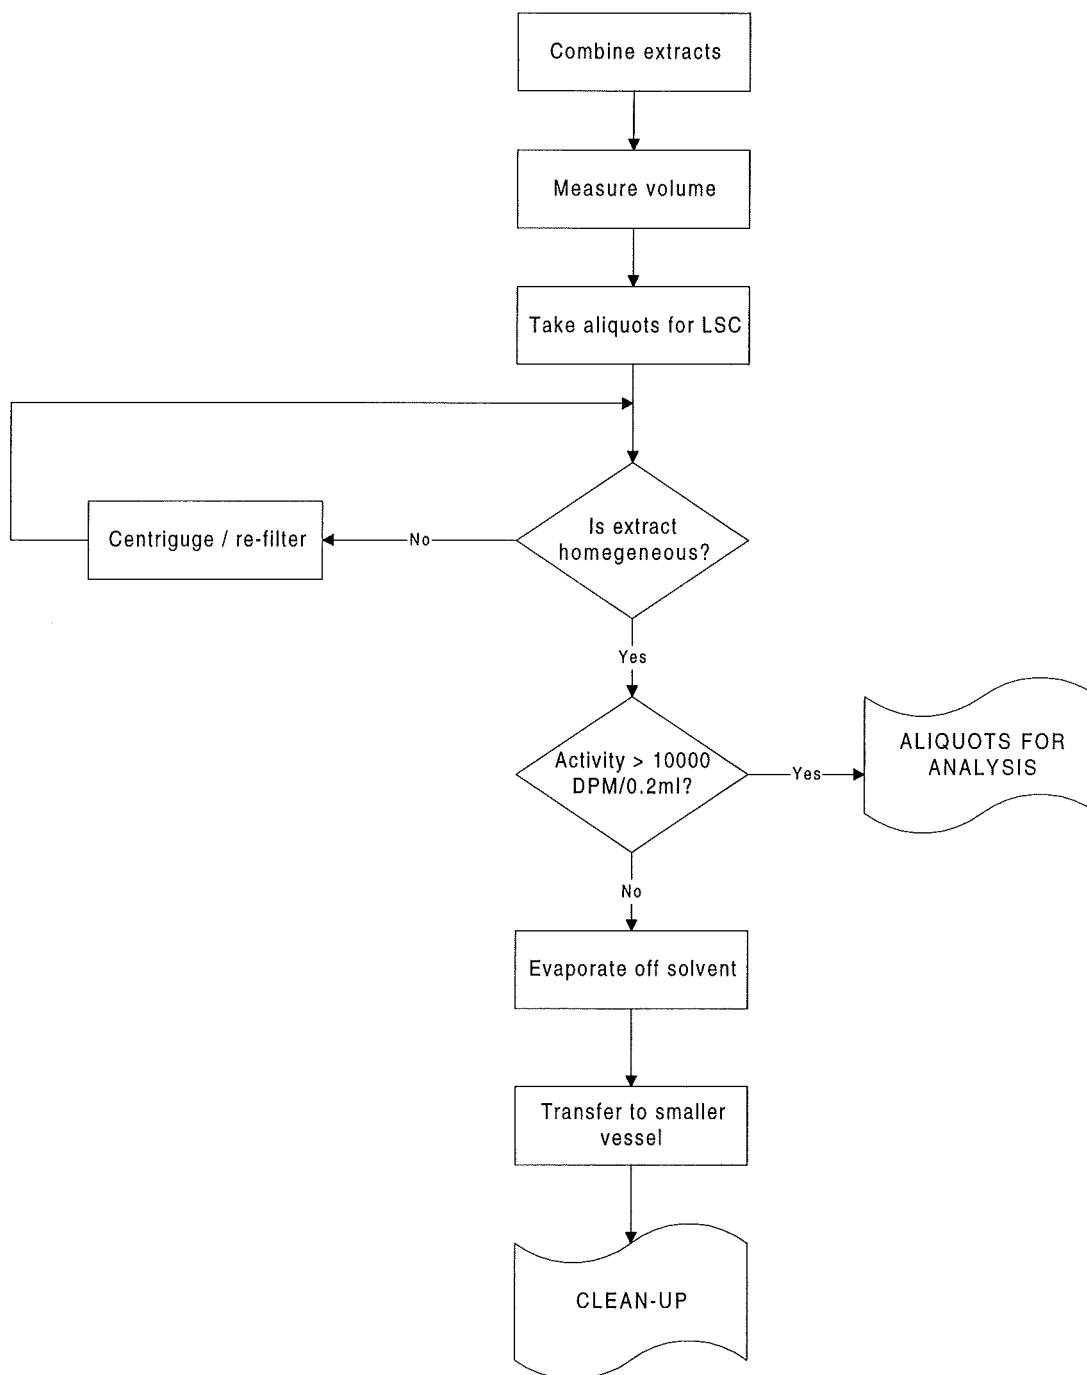 Combine extracts
Measure volume
Take aliquots for LSC
Is extract
homegeneous?
No
Centriguge / re-filter
Yes
Activity > 10000
DPM/0.2ml?
Yes
ALIQUOTS FOR
ANALYSIS
No
Evaporate off solvent
Transfer to smaller
vessel
CLEAN-UP